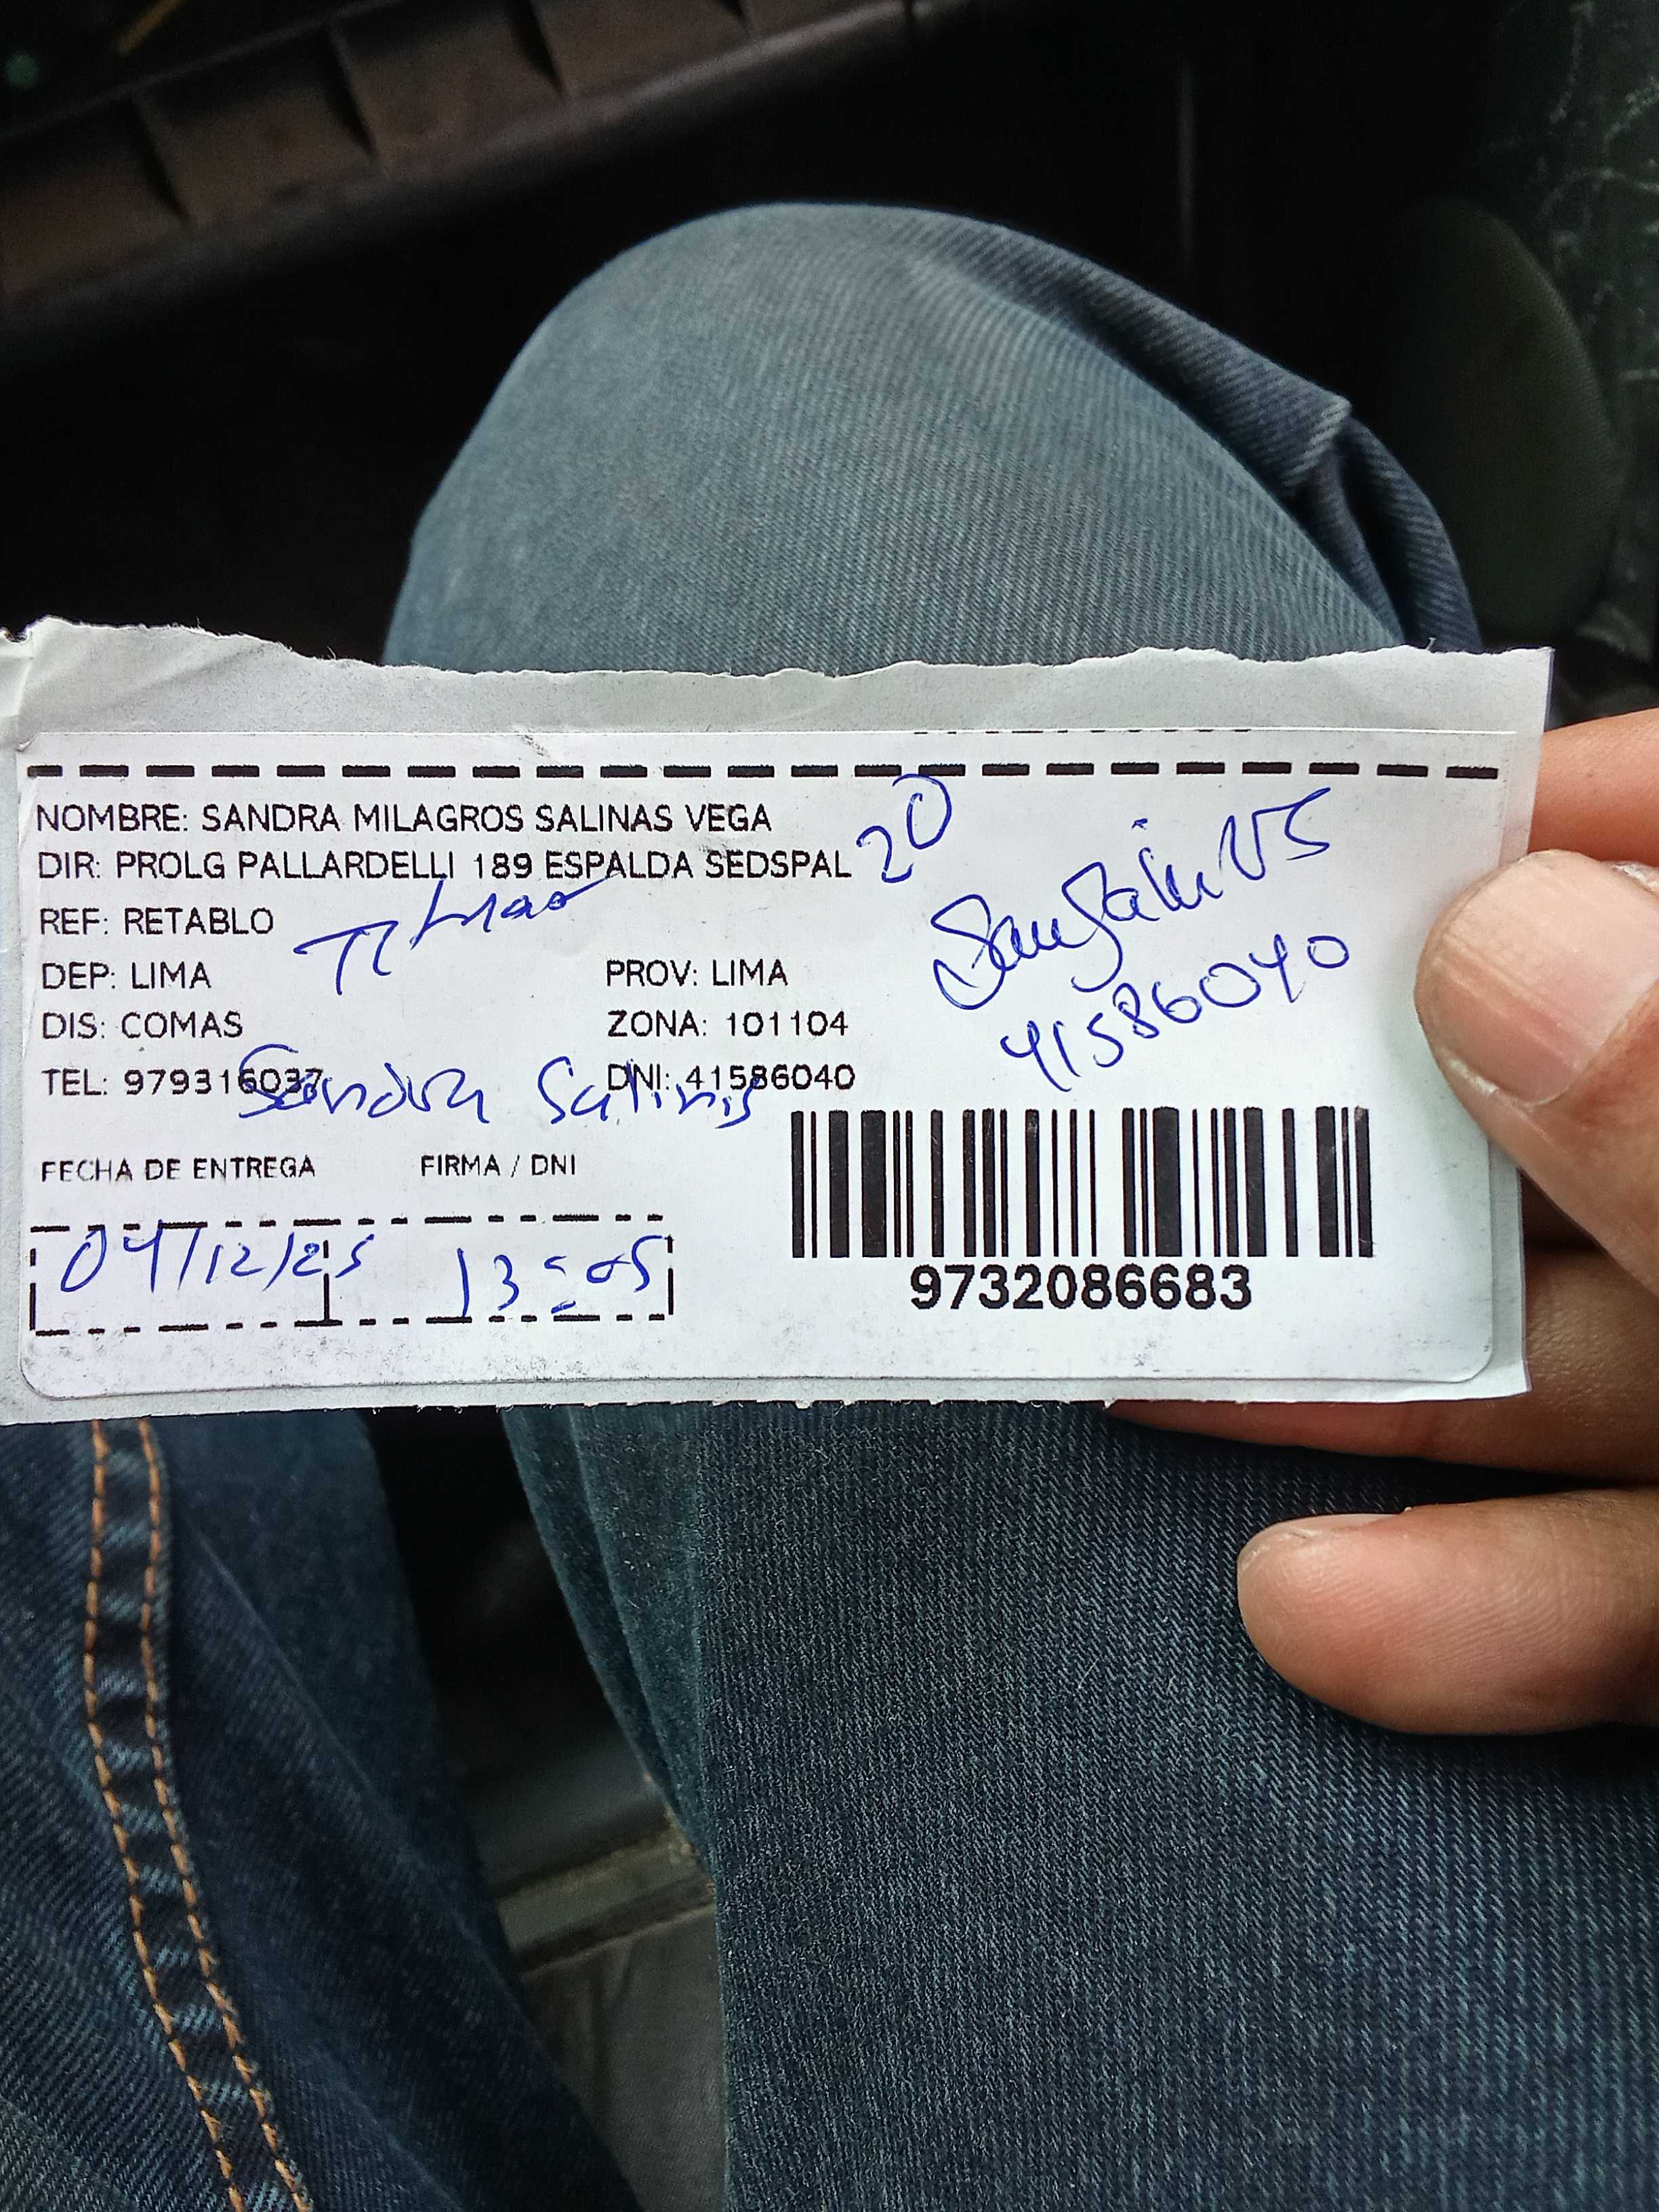 NOMBRE: SANDRA MILAGROS SALINAS VEGA
DIR: PROLG PALLARDELLI 189 ESPALDA SEDSPAL
20
REF: RETABLO
DEP: LIMA PROV: LIMA
DIS: COMAS ZONA: 101104
41586040
TEL: 979316037 DNI: 41586040
Sandra Salinas
FECHA DE ENTREGA FIRMA / DNI
04/12/25 13:05
9732086683